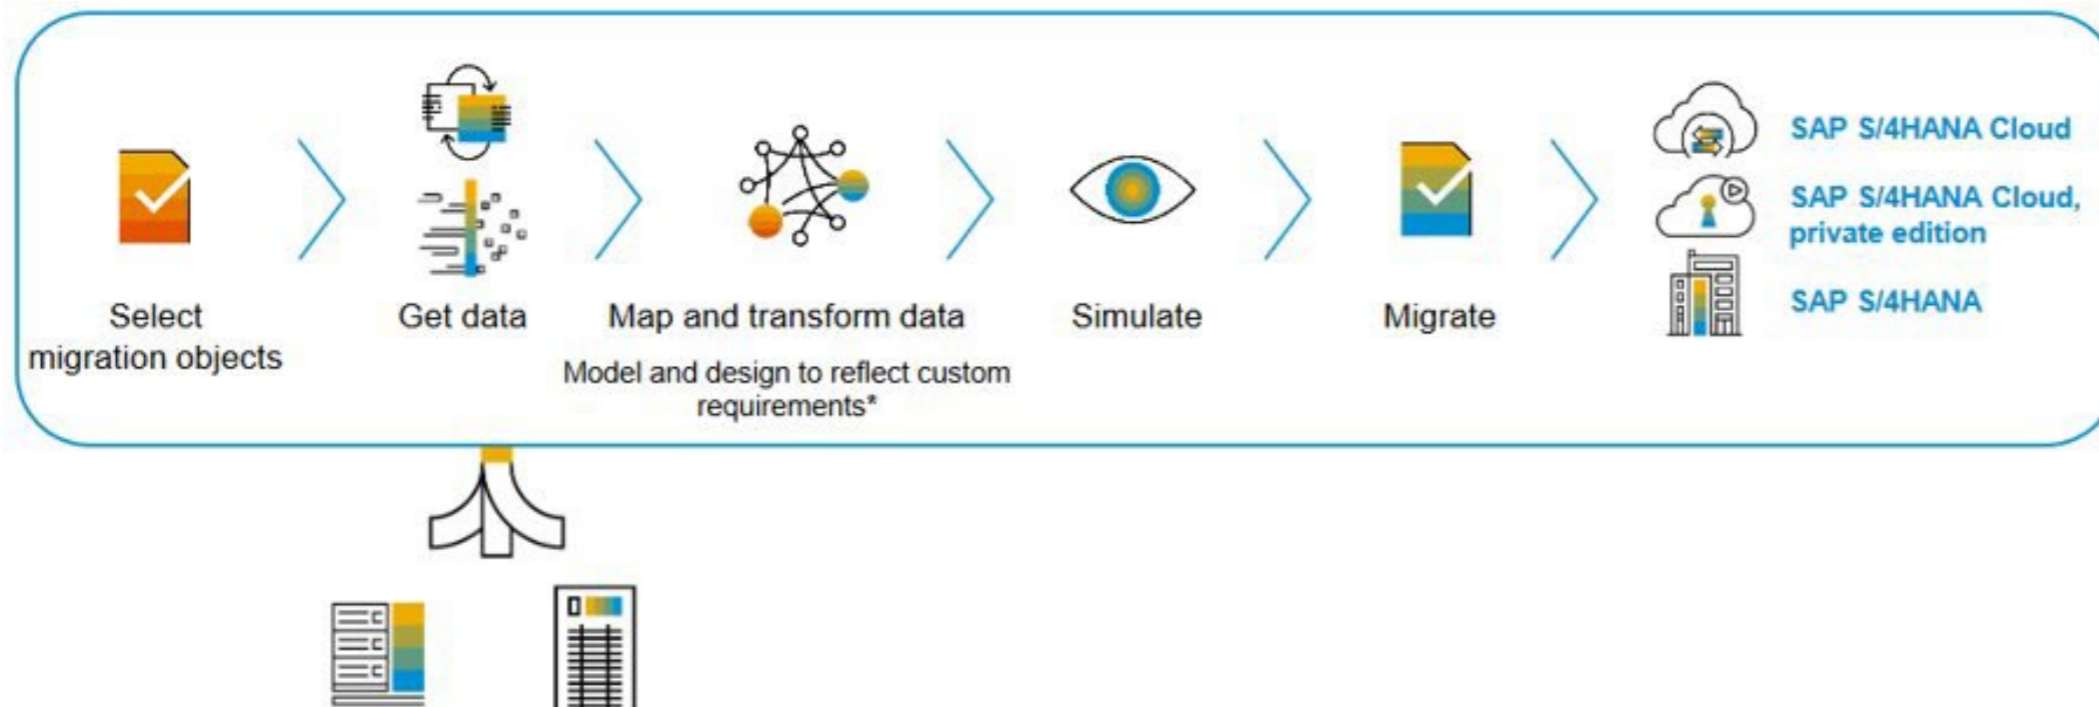 Select
migration objects
Get data
Map and transform data
Model and design to reflect custom
requirements*
Simulate
Migrate
SAP S/4HANA Cloud
SAP S/4HANA Cloud,
private edition
SAP S/4HANA